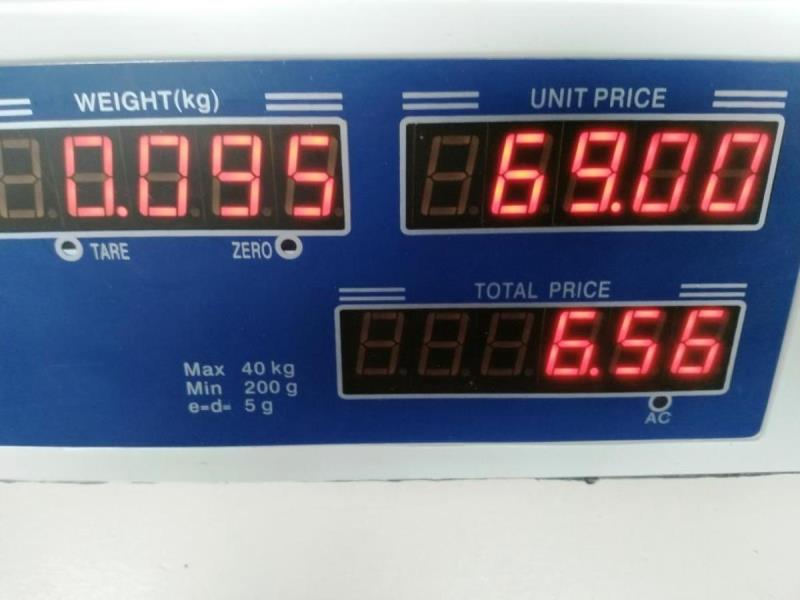 WEIGHT(kg)
UNIT PRICE
0.095
69.00
TARE
ZERO
TOTAL PRICE
6.56
Max 40 kg
Min 200 g
e=d= 5 g
AC